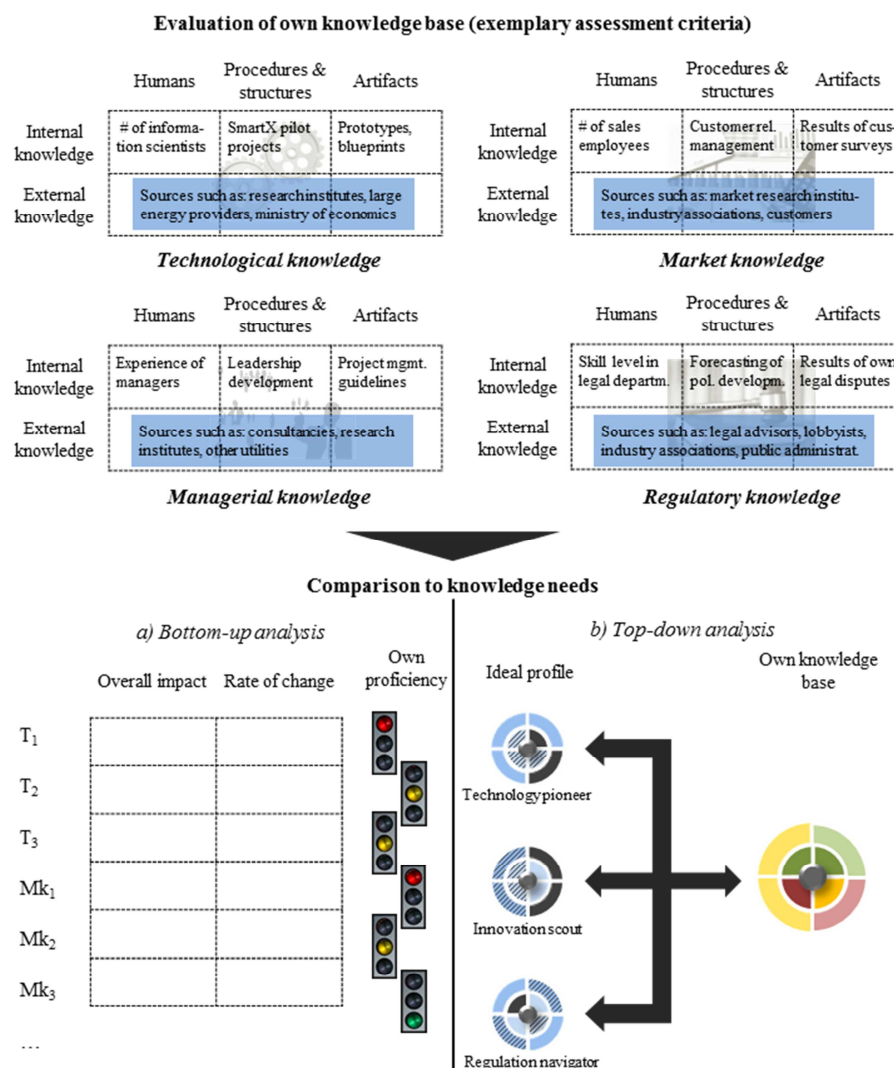 Evaluation of own knowledge base (exemplary assessment criteria)
Humans
Procedures &
structures
Artifacts
Internal
knowledge
# of informa-
tion scientists
SmartX pilot
projects
Prototypes,
blueprints
External
knowledge
Sources such as: research institutes, large
energy providers, ministry of economics
Technological knowledge
Humans
Procedures &
structures
Artifacts
Internal
knowledge
# of sales
employees
Customer rel.
management
Results of cus-
tomer surveys
External
knowledge
Sources such as: market research institu-
tes, industry associations, customers
Market knowledge
Humans
Procedures &
structures
Artifacts
Internal
knowledge
Experience of
managers
Leadership
development
Project mgmt.
guidelines
External
knowledge
Sources such as: consultancies, research
institutes, other utilities
Managerial knowledge
Humans
Procedures &
structures
Artifacts
Internal
knowledge
Skill level in
legal departm.
Forecasting of
pol. developm.
Results of own
legal disputes
External
knowledge
Sources such as: legal advisors, lobbyists,
industry associations, public administrat.
Regulatory knowledge
Comparison to knowledge needs
a) Bottom-up analysis
Overall impact
Rate of change
Own
proficiency
T1
T2
T3
Mk1
Mk2
Mk3
...
b) Top-down analysis
Ideal profile
Own knowledge
base
Technology pioneer
Innovation scout
Regulation navigator